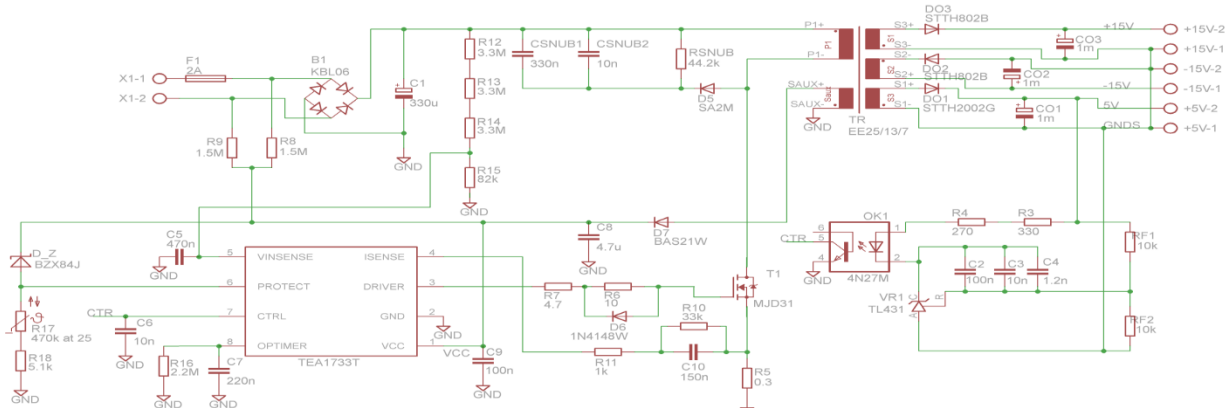 F1
2A
X1-1
X1-2
B1
KBL06
C1
330u
GND
R9
1.5M
R8
1.5M
R12
3.3M
R13
3.3M
R14
3.3M
R15
82k
GND
CSNUB1
330n
CSNUB2
10n
RSNUB
44.2k
D5
SA2M
P1+
P1-
P1
SAUX+
SAUX-
Saux
GND
TR
EE25/13/7
S3+
S3-
S1
S2-
S2+
S2
S1+
S1-
S3
DO3
STTH802B
DO2
STTH802B
DO1
STTH2002G
+15V
-15V
5V
GNDS
CO3
1m
CO2
1m
CO1
1m
+15V-2
+15V-1
-15V-2
-15V-1
+5V-2
+5V-1
D_Z
BZX84J
C5
470n
GND
R17
470k at 25
R18
5.1k
GND
CTR
C6
10n
GND
R16
2.2M
GND
C7
220n
GND
5 VINSENSE
6 PROTECT
7 CTRL
8 OPTIMER
ISENSE 4
DRIVER 3
GND 2
VCC 1
TEA1733T
GND
VCC
C9
100n
GND
C8
4.7u
GND
D7
BAS21W
R7
4.7
R6
10
D6
1N4148W
R11
1k
R10
33k
C10
150n
T1
MJD31
R5
0.3
OK1
6
5
4
1
2
4N27M
CTR
GND
R4
270
R3
330
C2
100n
C3
10n
C4
1.2n
VR1
TL431
A
C
R
RF1
10k
RF2
10k